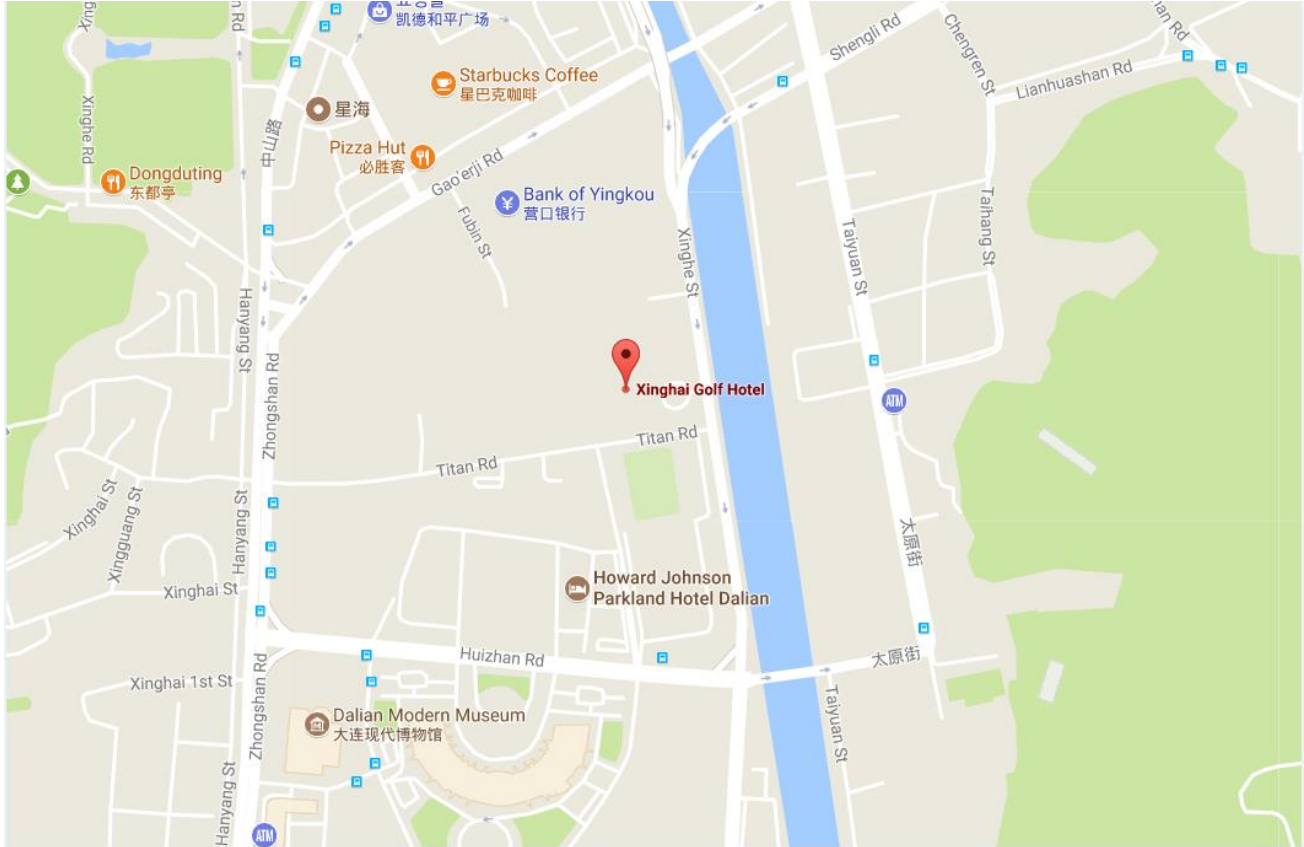 凯德和平广场
Starbucks Coffee
星巴克咖啡
Shengli Rd
Chengren St
Lianhuashan Rd
星海
Xinghe Rd
中山路
Pizza Hut
必胜客
Gao'erji Rd
Dongduting
东都亭
Bank of Yingkou
营口银行
Fubin St
Xinghe St
Taiyuan St
Taihang St
Hanyang St
Zhongshan Rd
Xinghai Golf Hotel
ATM
Titan Rd
Titan Rd
Xinghai St
Xingguang St
Hanyang St
太原街
Xinghai St
Howard Johnson
Parkland Hotel Dalian
Huizhan Rd
太原街
Xinghai 1st St
Zhongshan Rd
Taiyuan St
Dalian Modern Museum
大连现代博物馆
Hanyang St
ATM